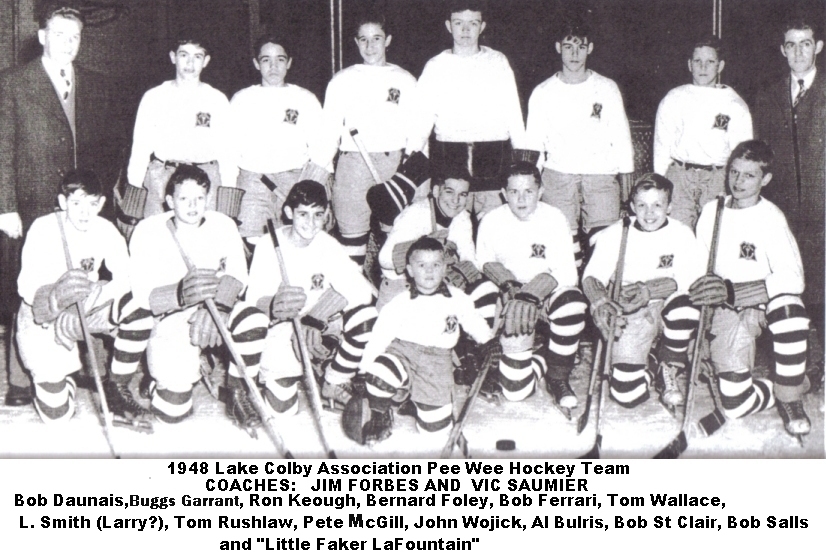 1948 Lake Colby Association Pee Wee Hockey Team
COACHES: JIM FORBES AND VIC SAUMIER
Bob Daunais,Buggs Garrant, Ron Keough, Bernard Foley, Bob Ferrari, Tom Wallace,
L. Smith (Larry?), Tom Rushlaw, Pete McGill, John Wojick, Al Bulris, Bob St Clair, Bob Salls
and "Little Faker LaFountain"